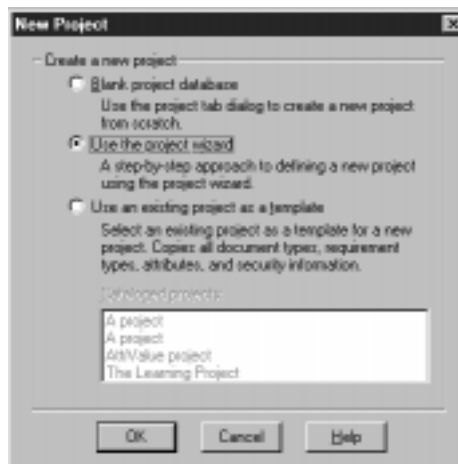 New Project
Create a new project
Blank project database
Use the project tab dialog to create a new project
from scratch.
Use the project wizard
A step-by-step approach to defining a new project
using the project wizard.
Use an existing project as a template
Select an existing project as a template for a new
project. Copies all document types, requirement
types, attributes, and security information.
Cataloged projects:
A project
A project
AttrValue project
The Learning Project
OK
Cancel
Help